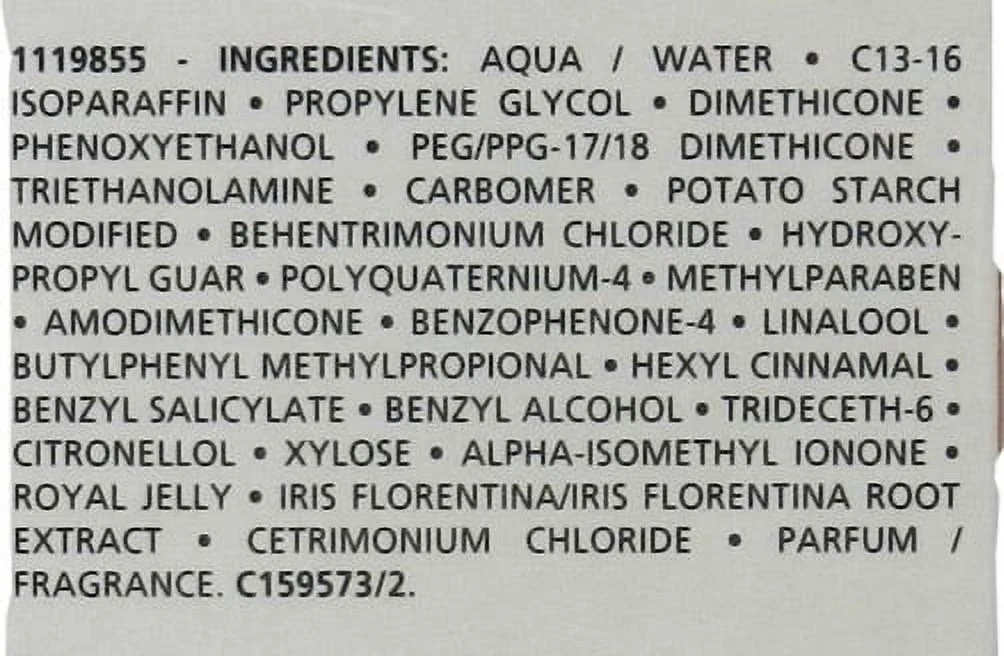 1119855 - INGREDIENTS: AQUA / WATER • C13-16
ISOPARAFFIN • PROPYLENE GLYCOL • DIMETHICONE •
PHENOXYETHANOL • PEG/PPG-17/18 DIMETHICONE •
TRIETHANOLAMINE • CARBOMER • POTATO STARCH
MODIFIED • BEHENTRIMONIUM CHLORIDE • HYDROXY-
PROPYL GUAR • POLYQUATERNIUM-4 • METHYLPARABEN
• AMODIMETHICONE • BENZOPHENONE-4 • LINALOOL •
BUTYLPHENYL METHYLPROPIONAL • HEXYL CINNAMAL •
BENZYL SALICYLATE • BENZYL ALCOHOL • TRIDECETH-6 •
CITRONELLOL • XYLOSE • ALPHA-ISOMETHYL IONONE •
ROYAL JELLY • IRIS FLORENTINA/IRIS FLORENTINA ROOT
EXTRACT • CETRIMONIUM CHLORIDE • PARFUM /
FRAGRANCE. C159573/2.